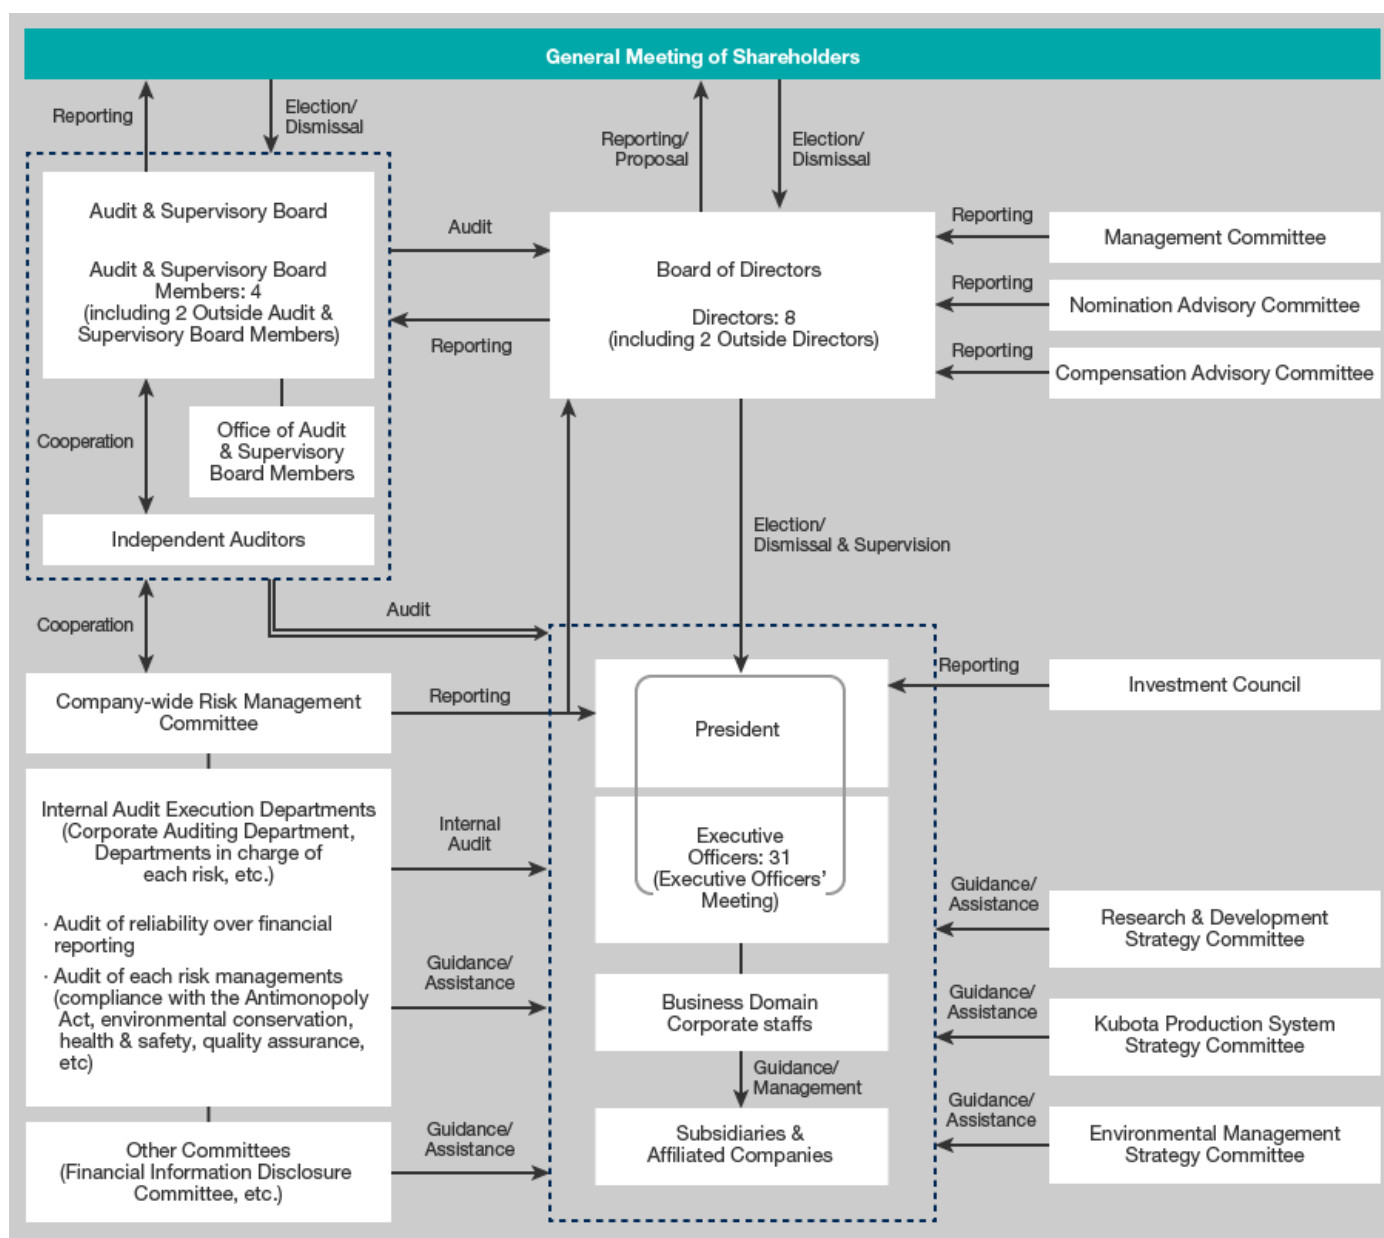 General Meeting of Shareholders
Reporting
Election/
Dismissal
Reporting/
Proposal
Election/
Dismissal
Audit & Supervisory Board
Audit & Supervisory Board
Members: 4
(including 2 Outside Audit &
Supervisory Board Members)
Audit
Reporting
Board of Directors
Directors: 8
(including 2 Outside Directors)
Reporting
Management Committee
Reporting
Nomination Advisory Committee
Reporting
Compensation Advisory Committee
Cooperation
Office of Audit
& Supervisory
Board Members
Independent Auditors
Election/
Dismissal & Supervision
Cooperation
Audit
Company-wide Risk Management
Committee
Reporting
President
Reporting
Investment Council
Internal Audit Execution Departments
(Corporate Auditing Department,
Departments in charge of
each risk, etc.)
· Audit of reliability over financial
reporting
· Audit of each risk managements
(compliance with the Antimonopoly
Act, environmental conservation,
health & safety, quality assurance,
etc)
Internal
Audit
Guidance/
Assistance
Executive
Officers: 31
(Executive Officers'
Meeting)
Guidance/
Assistance
Research & Development
Strategy Committee
Business Domain
Corporate staffs
Guidance/
Assistance
Kubota Production System
Strategy Committee
Guidance/
Management
Other Committees
(Financial Information Disclosure
Committee, etc.)
Guidance/
Assistance
Subsidiaries &
Affiliated Companies
Guidance/
Assistance
Environmental Management
Strategy Committee